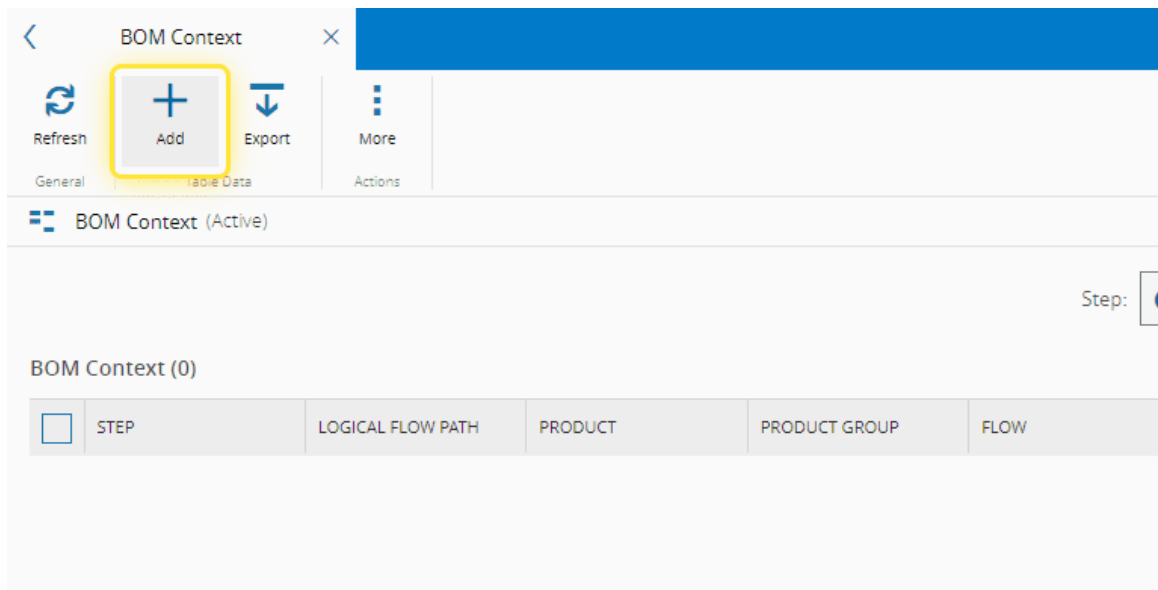 BOM Context
Refresh
Add
Export
More
General
Table Data
Actions
BOM Context (Active)
Step:
BOM Context (0)
STEP LOGICAL FLOW PATH PRODUCT PRODUCT GROUP FLOW